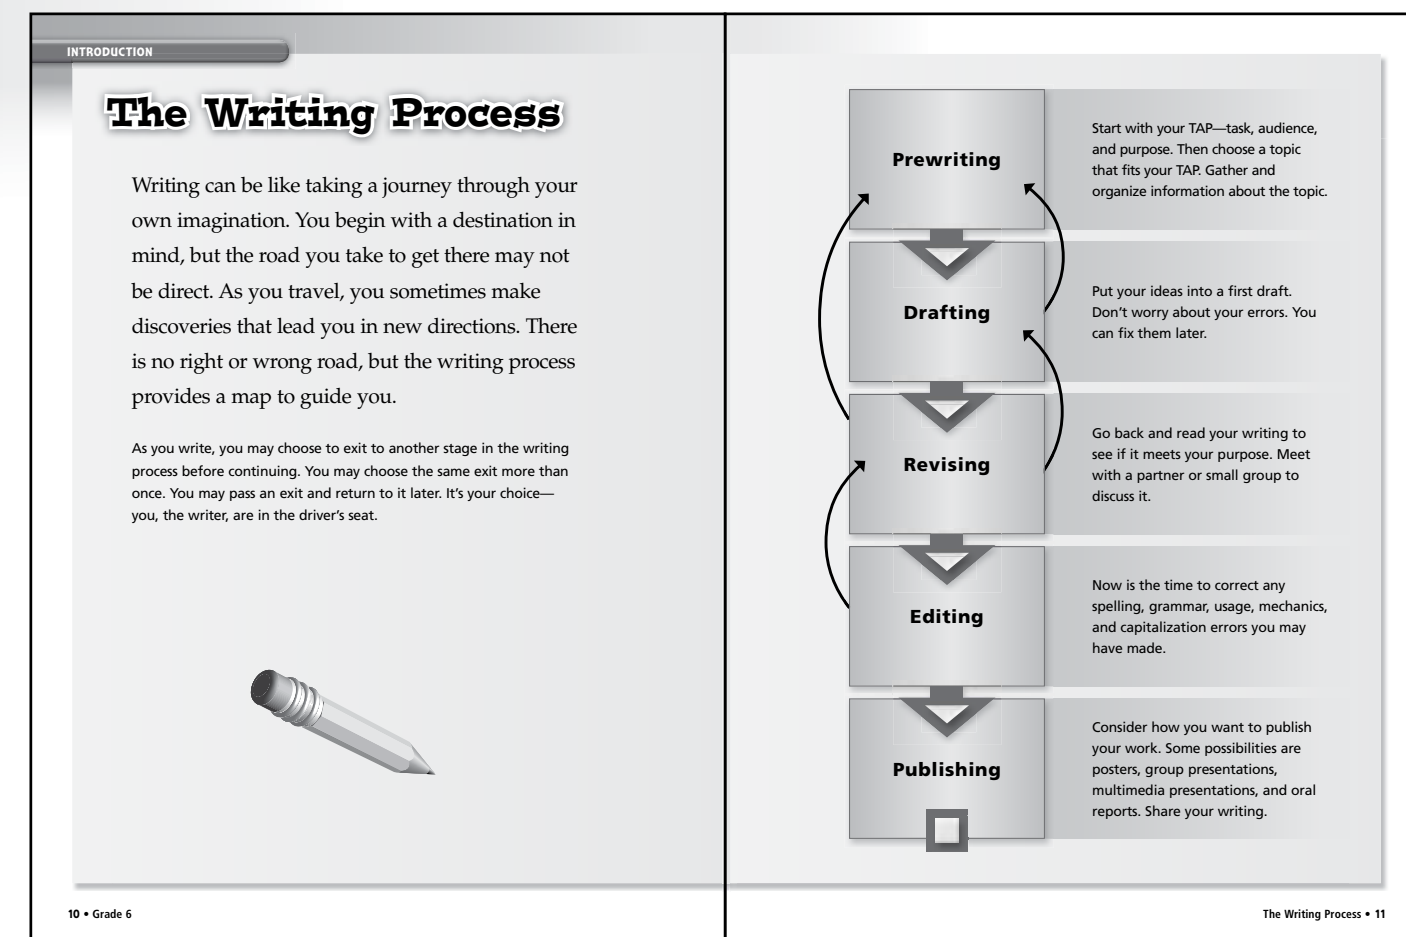 INTRODUCTION
The Writing Process
Writing can be like taking a journey through your
own imagination. You begin with a destination in
mind, but the road you take to get there may not
be direct. As you travel, you sometimes make
discoveries that lead you in new directions. There
is no right or wrong road, but the writing process
provides a map to guide you.
As you write, you may choose to exit to another stage in the writing
process before continuing. You may choose the same exit more than
once. You may pass an exit and return to it later. It’s your choice—
you, the writer, are in the driver’s seat.
10 • Grade 6
Prewriting
Start with your TAP—task, audience,
and purpose. Then choose a topic
that fits your TAP. Gather and
organize information about the topic.
Drafting
Put your ideas into a first draft.
Don’t worry about your errors. You
can fix them later.
Revising
Go back and read your writing to
see if it meets your purpose. Meet
with a partner or small group to
discuss it.
Editing
Now is the time to correct any
spelling, grammar, usage, mechanics,
and capitalization errors you may
have made.
Publishing
Consider how you want to publish
your work. Some possibilities are
posters, group presentations,
multimedia presentations, and oral
reports. Share your writing.
The Writing Process • 11